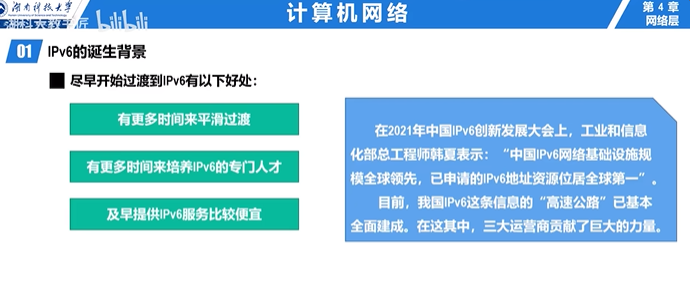 湖南科技大学
bilibili
计算机网络
第 4 章
网络层
01
IPv6的诞生背景
尽早开始过渡到IPv6有以下好处：
有更多时间来平滑过渡
有更多时间来培养IPv6的专门人才
及早提供IPv6服务比较便宜
在2021年中国IPv6创新发展大会上，工业和信息
化部总工程师韩夏表示：“中国IPv6网络基础设施规
模全球领先，已申请的IPv6地址资源位居全球第一”。
目前，我国IPv6这条信息的“高速公路”已基本
全面建成。在这其中，三大运营商贡献了巨大的力量。